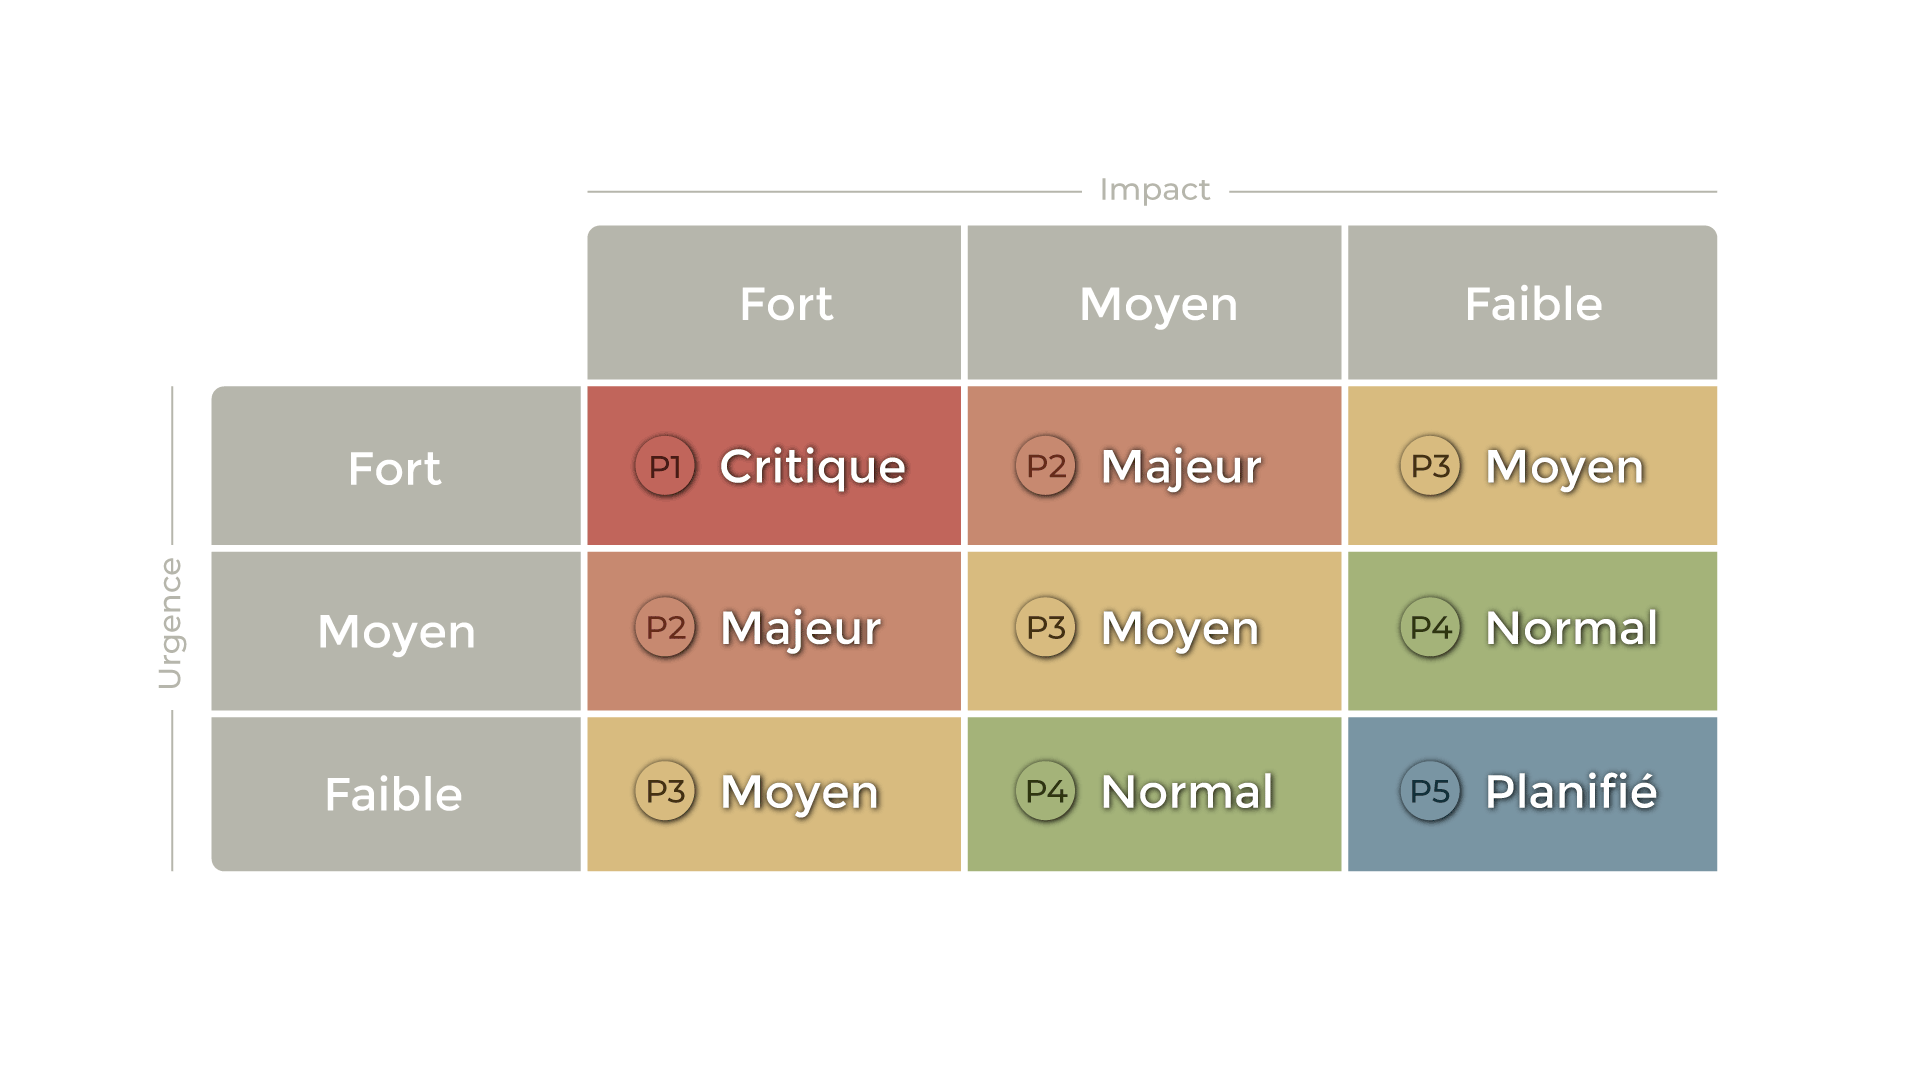 Impact
Fort Moyen Faible
Urgence
Fort P1 Critique P2 Majeur P3 Moyen
Moyen P2 Majeur P3 Moyen P4 Normal
Faible P3 Moyen P4 Normal P5 Planifié